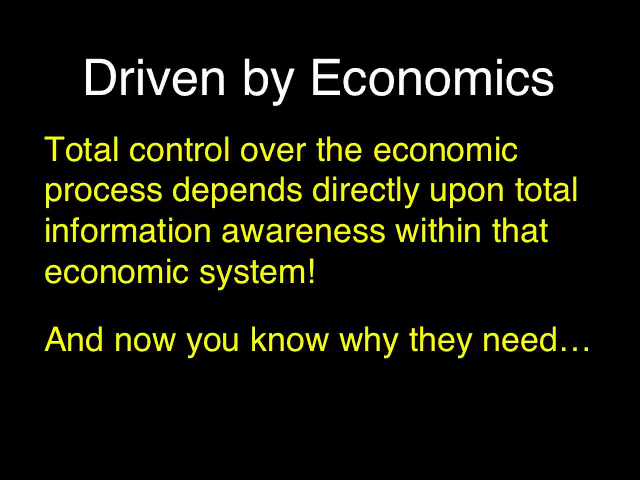 Driven by Economics
Total control over the economic
process depends directly upon total
information awareness within that
economic system!
And now you know why they need…